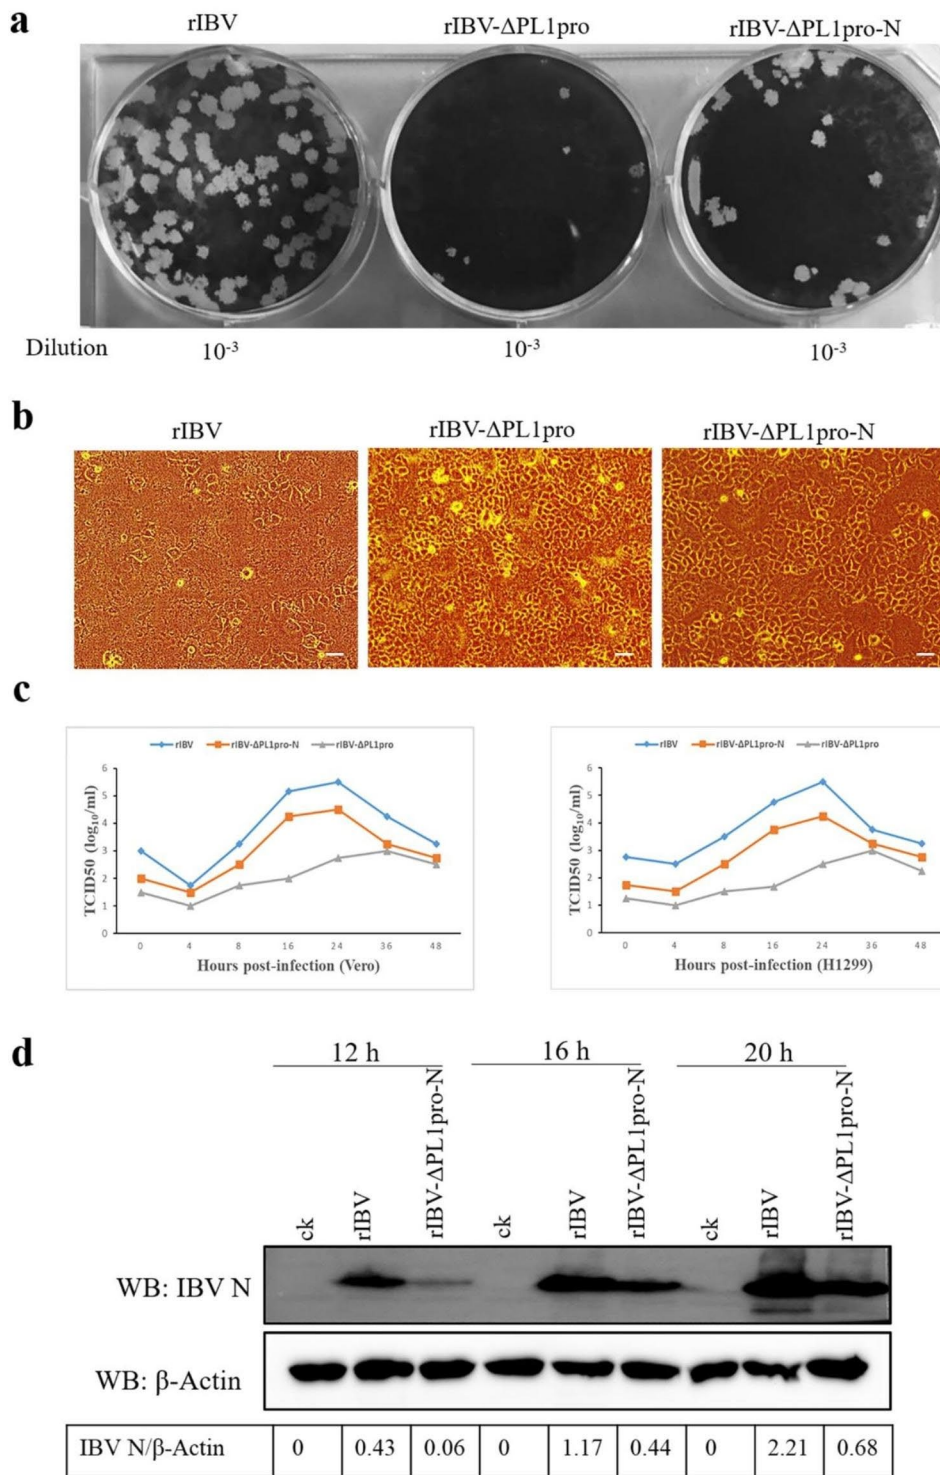 a
rIBV
rIBV-ΔPL1pro
rIBV-ΔPL1pro-N
Dilution
10⁻³
10⁻³
10⁻³
b
rIBV
rIBV-ΔPL1pro
rIBV-ΔPL1pro-N
c
rIBV
rIBV-ΔPL1pro-N
rIBV-ΔPL1pro
TCID50 (log₁₀/ml)
6
5
4
3
2
1
0
0 4 8 16 24 36 48
Hours post-infection (Vero)
rIBV
rIBV-ΔPL1pro-N
rIBV-ΔPL1pro
TCID50 (log₁₀/ml)
6
5
4
3
2
1
0
0 4 8 16 24 36 48
Hours post-infection (H1299)
d
12 h
16 h
20 h
ck
rIBV
rIBV-ΔPL1pro-N
ck
rIBV
rIBV-ΔPL1pro-N
ck
rIBV
rIBV-ΔPL1pro-N
WB: IBV N
WB: β-Actin
IBV N/β-Actin 0 0.43 0.06 0 1.17 0.44 0 2.21 0.68